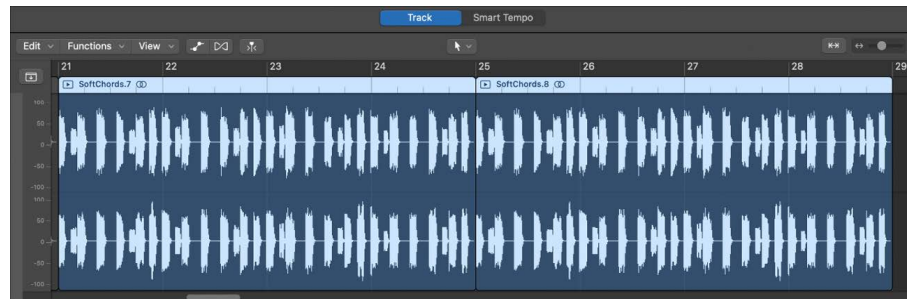 Track Smart Tempo
Edit Functions View
21 22 23 24 25 26 27 28 29
SoftChords.7 SoftChords.8
100
50
0
-50
-100
100
50
0
-50
-100